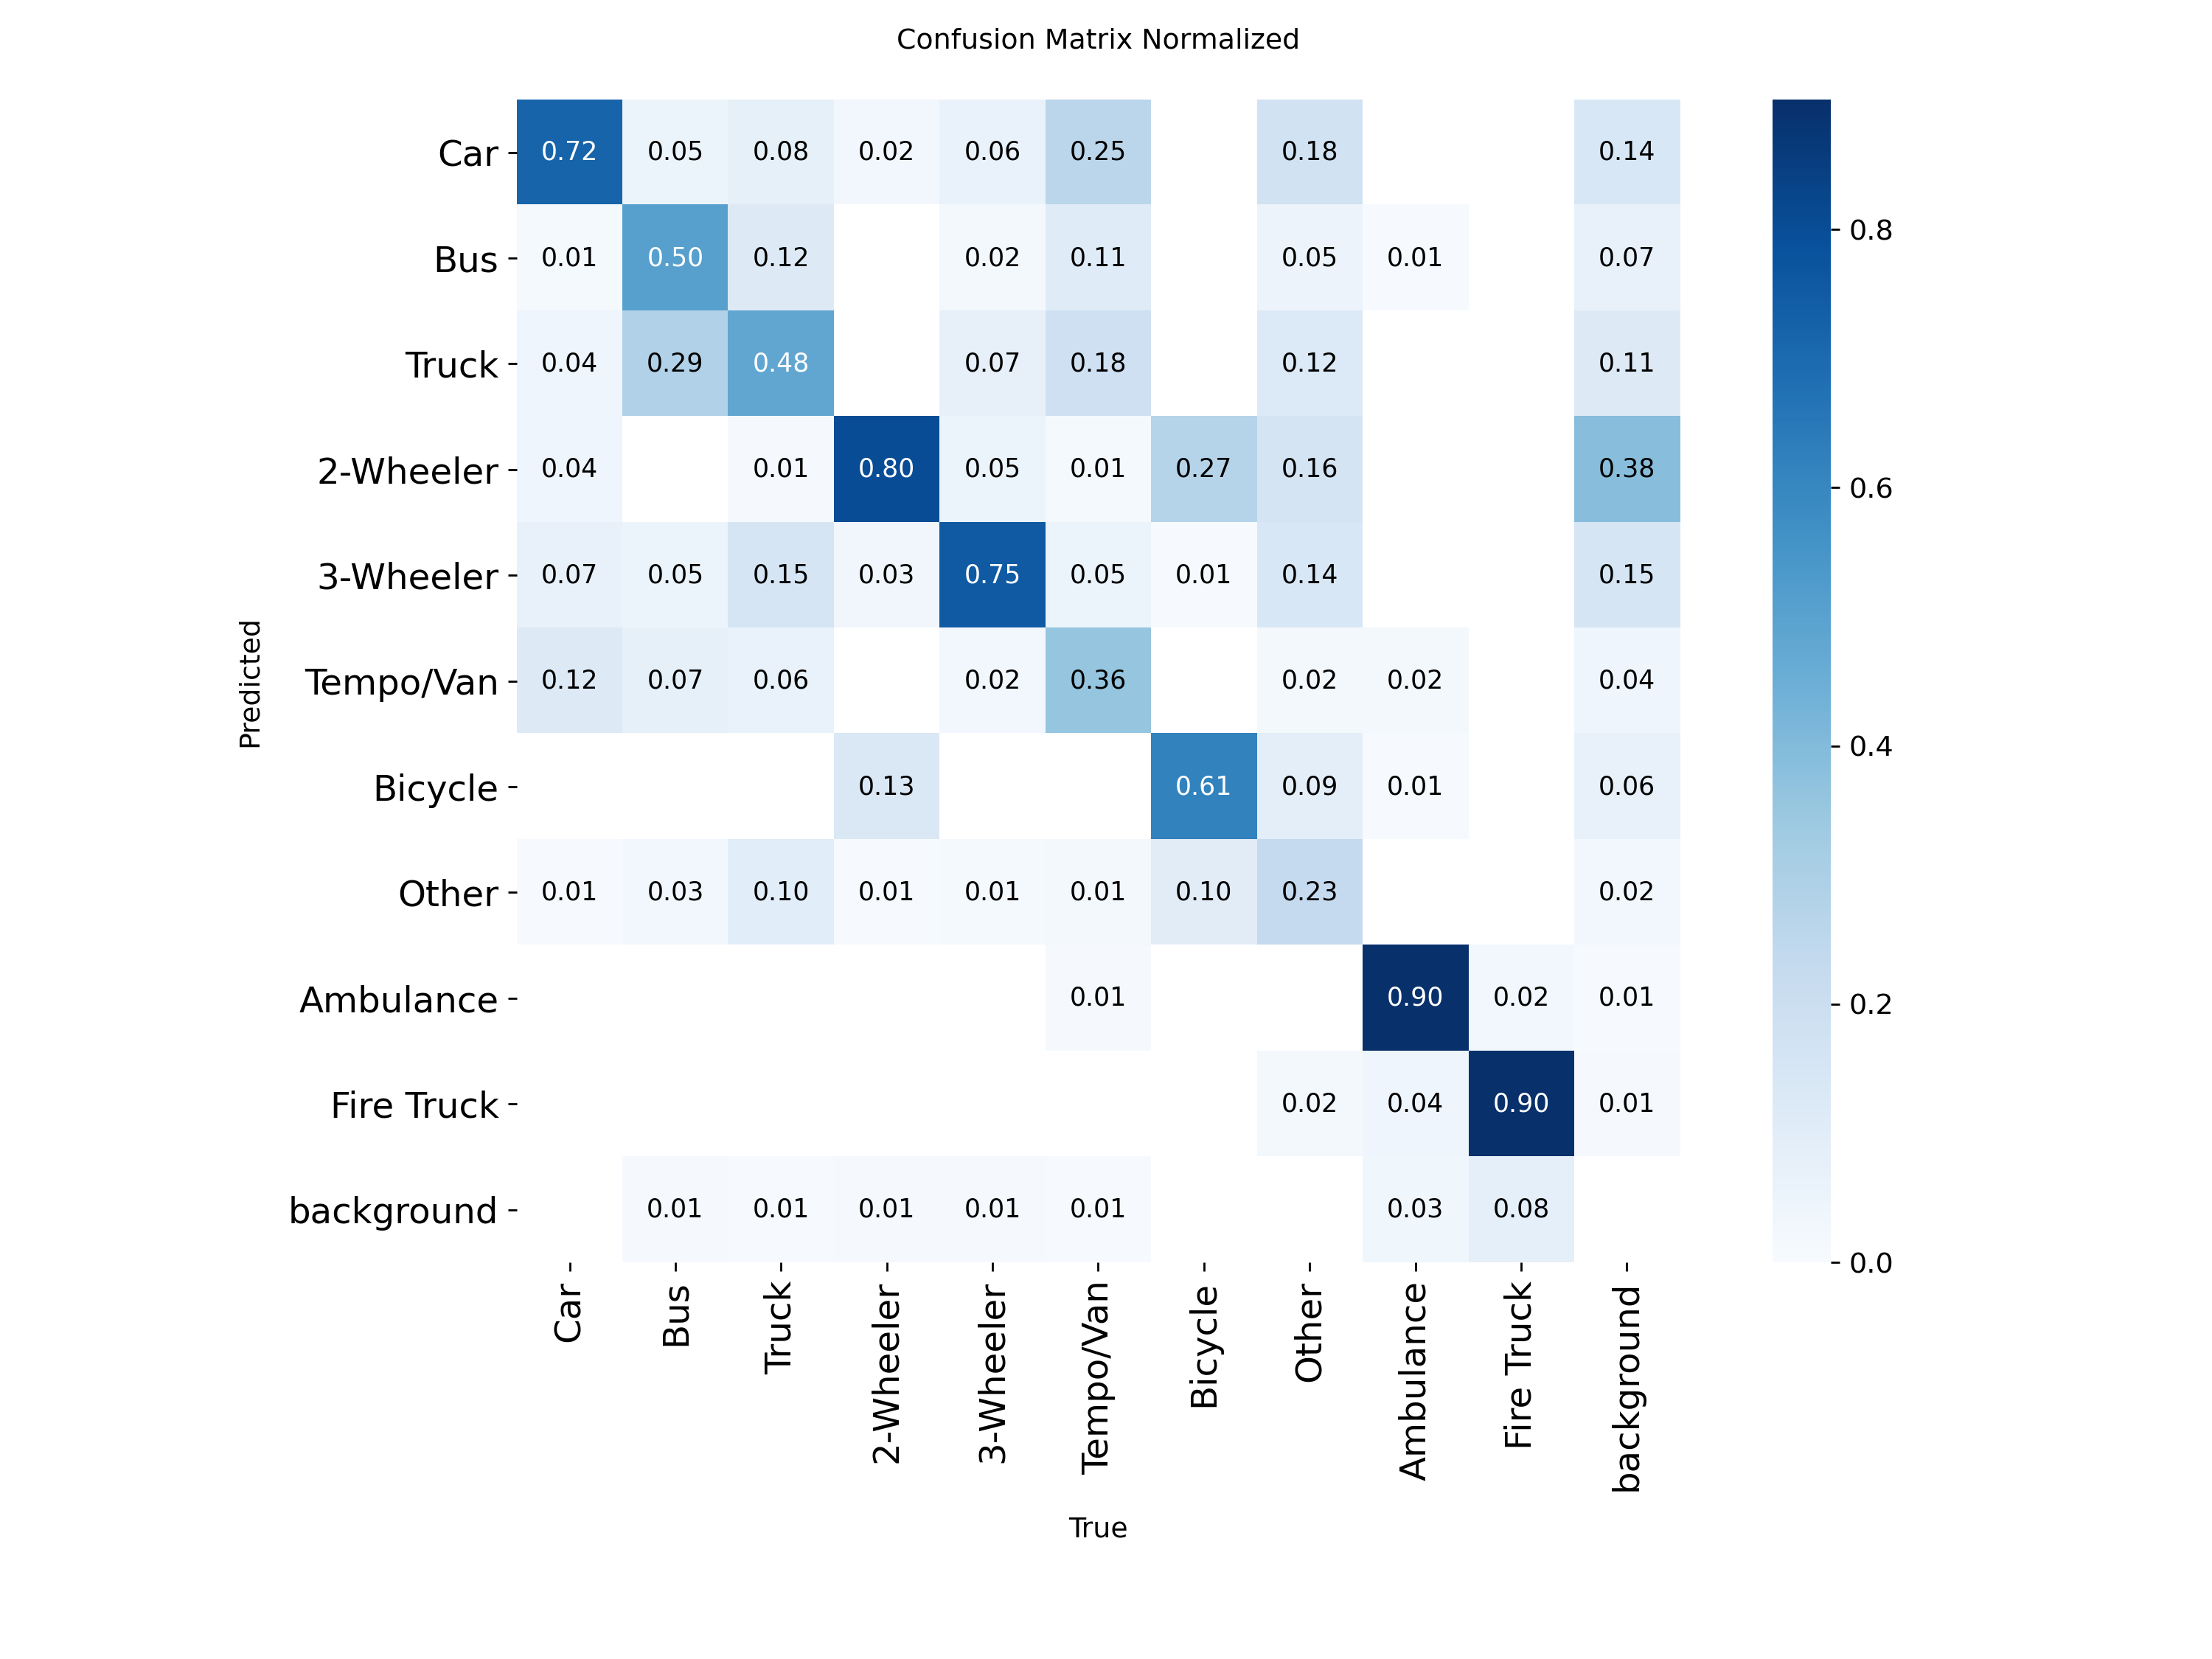 Confusion Matrix Normalized
Car 0.72 0.05 0.08 0.02 0.06 0.25 0.18 0.14
Bus 0.01 0.50 0.12 0.02 0.11 0.05 0.01 0.07
Truck 0.04 0.29 0.48 0.07 0.18 0.12 0.11
2-Wheeler 0.04 0.01 0.80 0.05 0.01 0.27 0.16 0.38
3-Wheeler 0.07 0.05 0.15 0.03 0.75 0.05 0.01 0.14 0.15
Tempo/Van 0.12 0.07 0.06 0.02 0.36 0.02 0.02 0.04
Bicycle 0.13 0.61 0.09 0.01 0.06
Other 0.01 0.03 0.10 0.01 0.01 0.01 0.10 0.23 0.02
Ambulance 0.01 0.90 0.02 0.01
Fire Truck 0.02 0.04 0.90 0.01
background 0.01 0.01 0.01 0.01 0.01 0.03 0.08
Predicted
Car Bus Truck 2-Wheeler 3-Wheeler Tempo/Van Bicycle Other Ambulance Fire Truck background
True
0.8
0.6
0.4
0.2
0.0